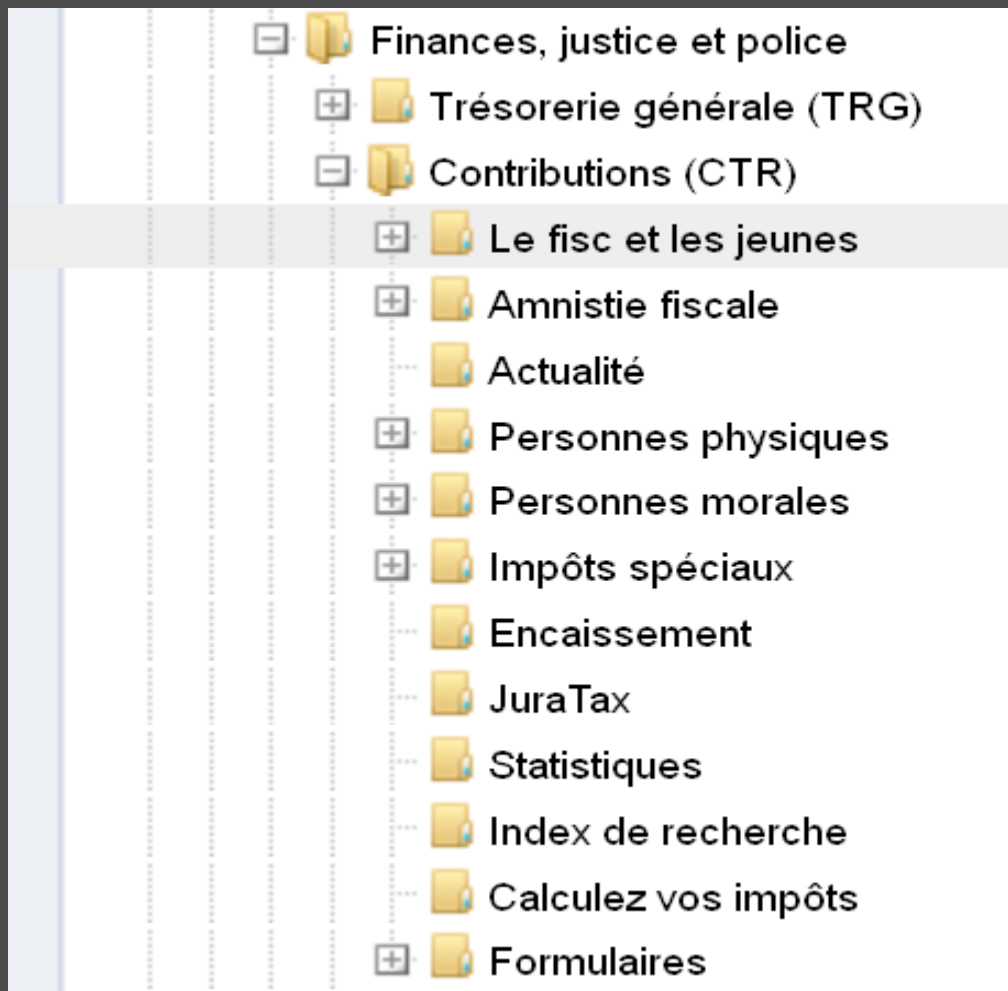 Finances, justice et police
Trésorerie générale (TRG)
Contributions (CTR)
Le fisc et les jeunes
Amnistie fiscale
Actualité
Personnes physiques
Personnes morales
Impôts spéciaux
Encaissement
JuraTax
Statistiques
Index de recherche
Calculez vos impôts
Formulaires